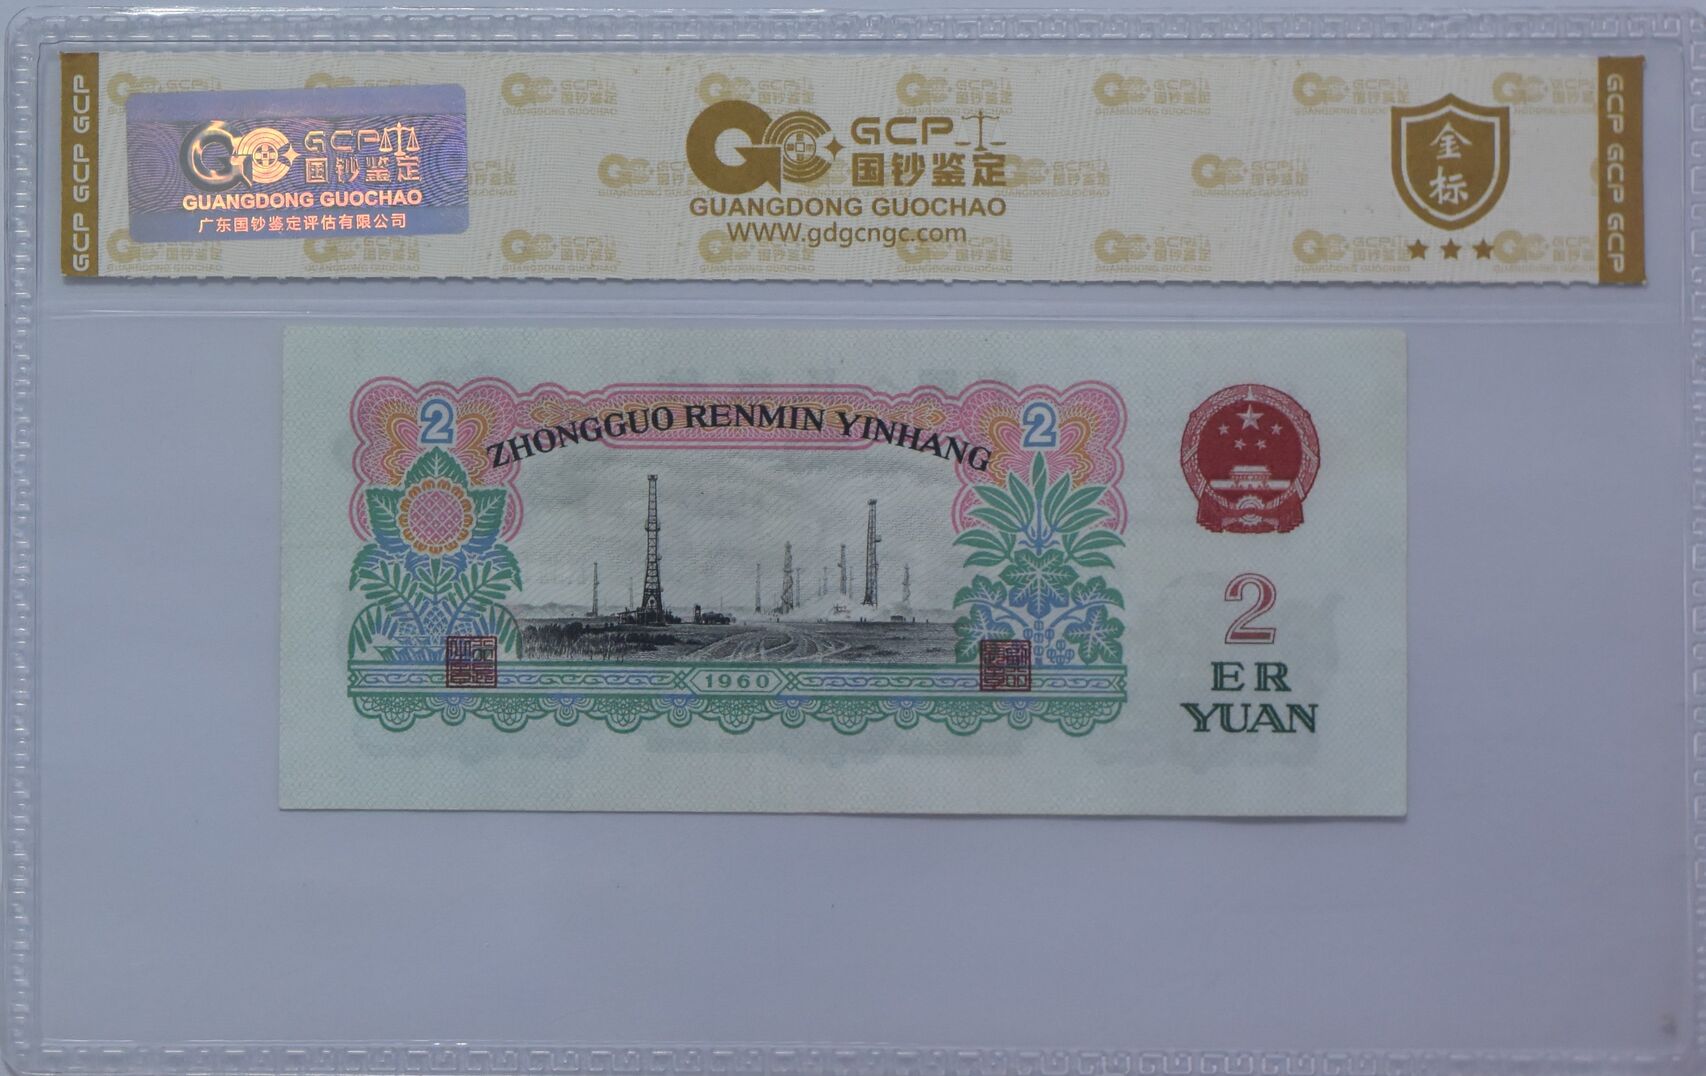 GCP GCP GCP
GCP
国钞鉴定
GUANGDONG GUOCHAO
广东国钞鉴定评估有限公司
GCP
国钞鉴定
GUANGDONG GUOCHAO
WWW.gdgcngc.com
金标
GCP GCP GCP
2
ZHONGGUO RENMIN YINHANG
2
1960
2
ER
YUAN